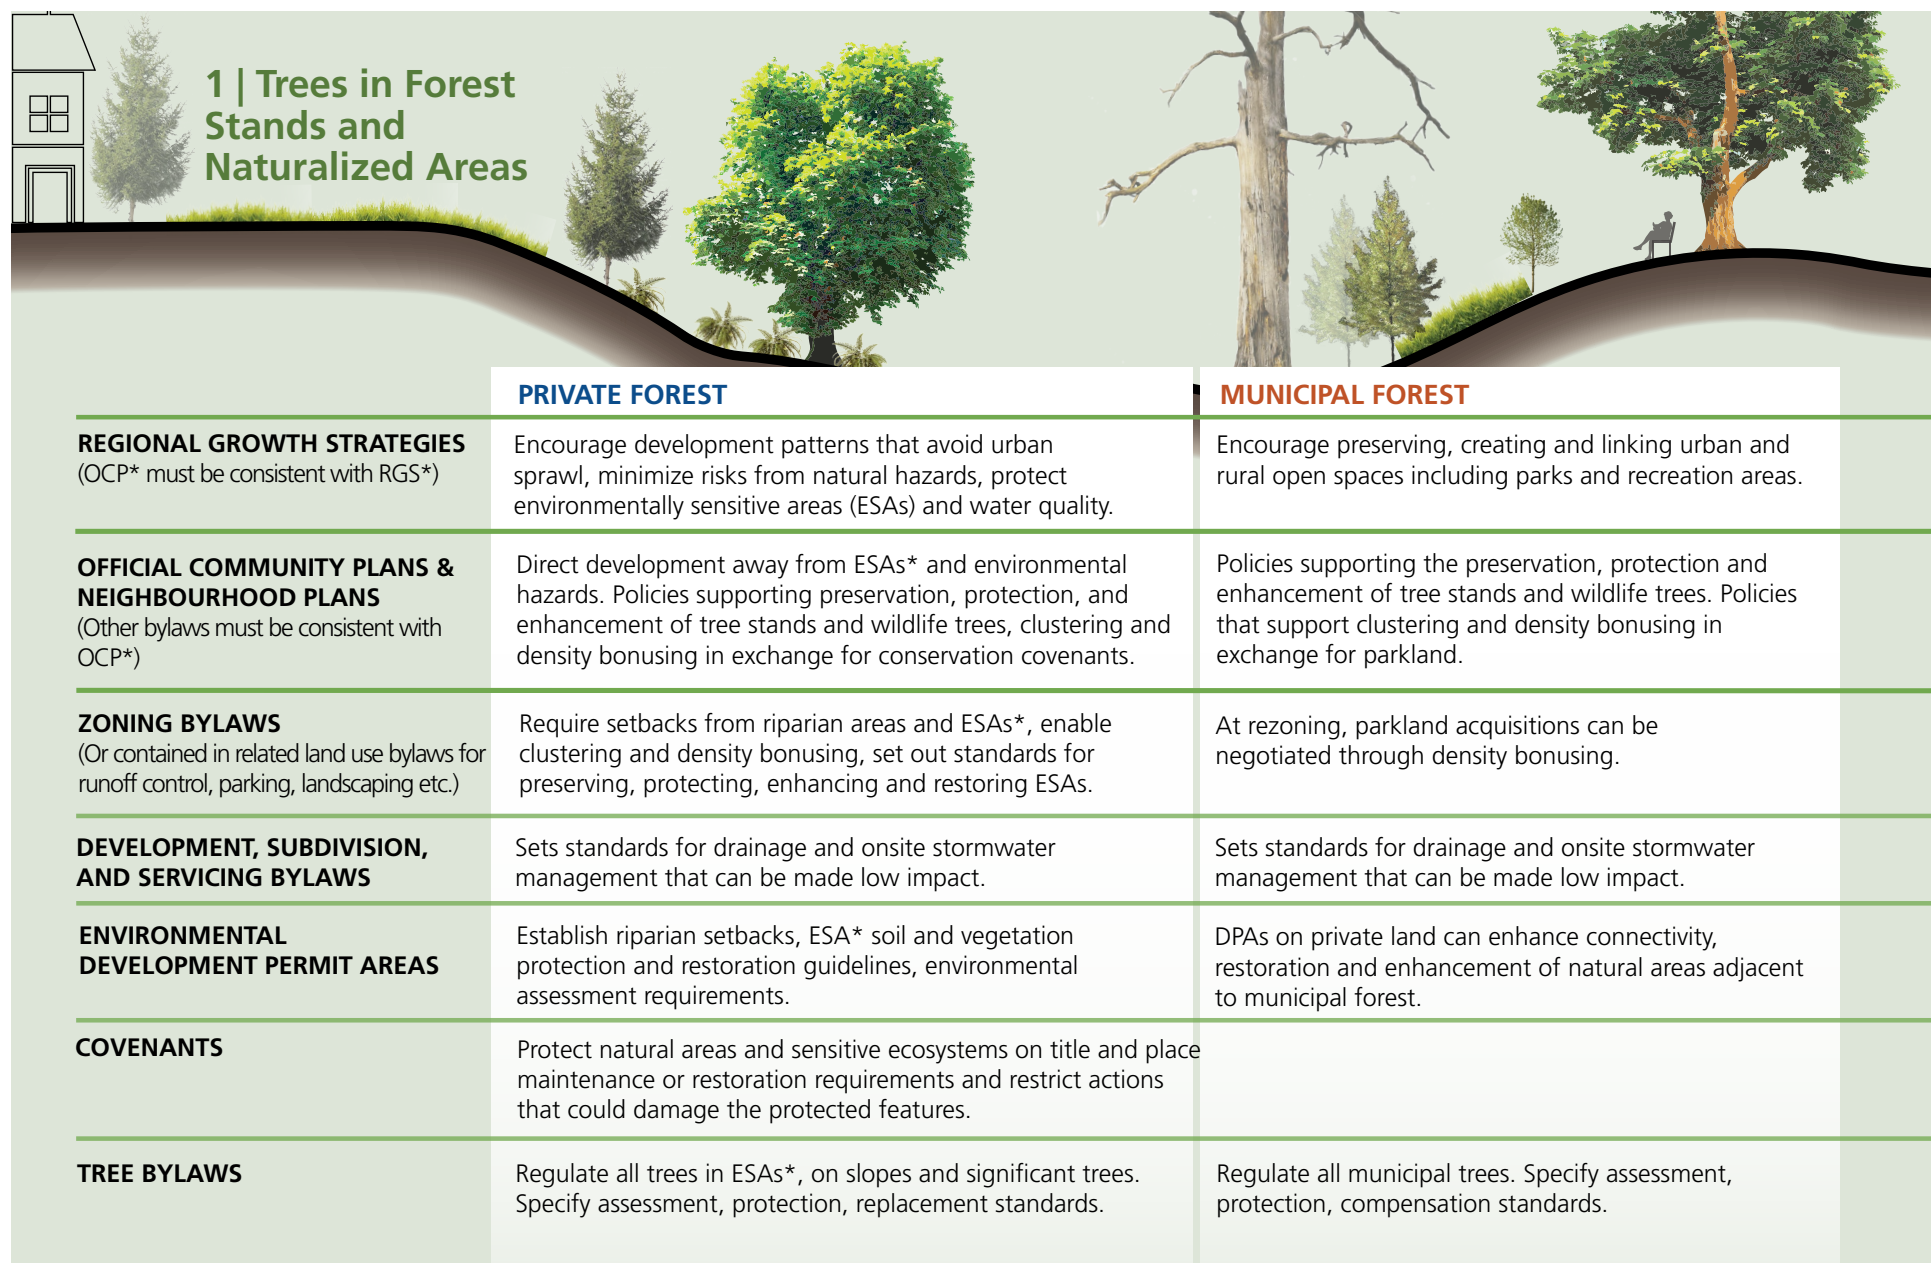 1 | Trees in Forest
Stands and
Naturalized Areas
PRIVATE FOREST
MUNICIPAL FOREST
REGIONAL GROWTH STRATEGIES
(OCP* must be consistent with RGS*)
Encourage development patterns that avoid urban
sprawl, minimize risks from natural hazards, protect
environmentally sensitive areas (ESAs) and water quality.
Encourage preserving, creating and linking urban and
rural open spaces including parks and recreation areas.
OFFICIAL COMMUNITY PLANS &
NEIGHBOURHOOD PLANS
(Other bylaws must be consistent with
OCP*)
Direct development away from ESAs* and environmental
hazards. Policies supporting preservation, protection, and
enhancement of tree stands and wildlife trees, clustering and
density bonusing in exchange for conservation covenants.
Policies supporting the preservation, protection and
enhancement of tree stands and wildlife trees. Policies
that support clustering and density bonusing in
exchange for parkland.
ZONING BYLAWS
(Or contained in related land use bylaws for
runoff control, parking, landscaping etc.)
Require setbacks from riparian areas and ESAs*, enable
clustering and density bonusing, set out standards for
preserving, protecting, enhancing and restoring ESAs.
At rezoning, parkland acquisitions can be
negotiated through density bonusing.
DEVELOPMENT, SUBDIVISION,
AND SERVICING BYLAWS
Sets standards for drainage and onsite stormwater
management that can be made low impact.
Sets standards for drainage and onsite stormwater
management that can be made low impact.
ENVIRONMENTAL
DEVELOPMENT PERMIT AREAS
Establish riparian setbacks, ESA* soil and vegetation
protection and restoration guidelines, environmental
assessment requirements.
DPAs on private land can enhance connectivity,
restoration and enhancement of natural areas adjacent
to municipal forest.
COVENANTS
Protect natural areas and sensitive ecosystems on title and place
maintenance or restoration requirements and restrict actions
that could damage the protected features.
TREE BYLAWS
Regulate all trees in ESAs*, on slopes and significant trees.
Specify assessment, protection, replacement standards.
Regulate all municipal trees. Specify assessment,
protection, compensation standards.